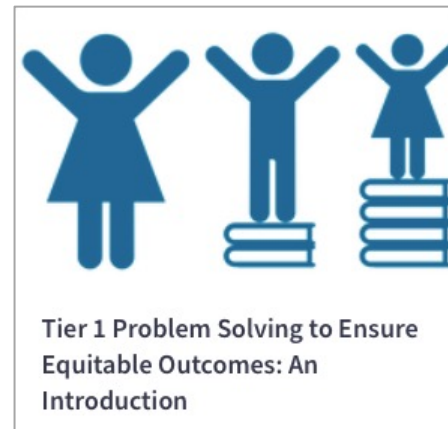 Tier 1 Problem Solving to Ensure
Equitable Outcomes: An
Introduction